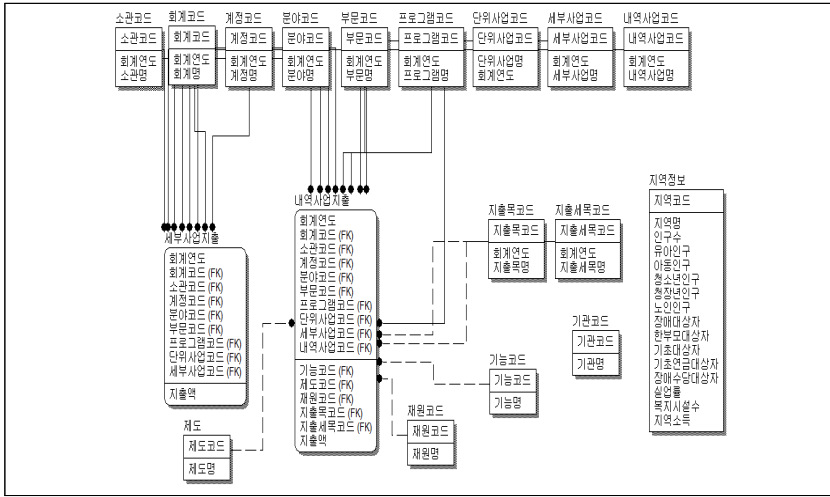 소관코드
소관코드
회계연도
소관명
회계코드
회계코드
회계연도
회계명
계정코드
계정코드
회계연도
계정명
분야코드
분야코드
회계연도
분야명
부문코드
부문코드
회계연도
부문명
프로그램코드
프로그램코드
회계연도
프로그램명
단위사업코드
단위사업코드
단위사업명
회계연도
세부사업코드
세부사업코드
회계연도
세부사업명
내역사업코드
내역사업코드
회계연도
내역사업명
세부사업지출
회계연도
회계코드 (FK)
소관코드 (FK)
계정코드 (FK)
분야코드 (FK)
부문코드 (FK)
프로그램코드 (FK)
단위사업코드 (FK)
세부사업코드 (FK)
지출액
내역사업지출
회계연도
회계코드 (FK)
소관코드 (FK)
계정코드 (FK)
분야코드 (FK)
부문코드 (FK)
프로그램코드 (FK)
단위사업코드 (FK)
세부사업코드 (FK)
내역사업코드 (FK)
기능코드 (FK)
제도코드 (FK)
재원코드 (FK)
지출목코드 (FK)
지출세목코드 (FK)
지출액
지출목코드
지출목코드
회계연도
지출목명
지출세목코드
지출세목코드
회계연도
지출세목명
지역정보
지역코드
지역명
인구수
유아인구
아동인구
청소년인구
청장년인구
노인인구
장애대상자
한부모대상자
기초대상자
기초연금대상자
장애수당대상자
실업률
복지시설수
지역소득
기관코드
기관코드
기관명
기능코드
기능코드
기능명
재원코드
재원코드
재원명
제도
제도코드
제도명